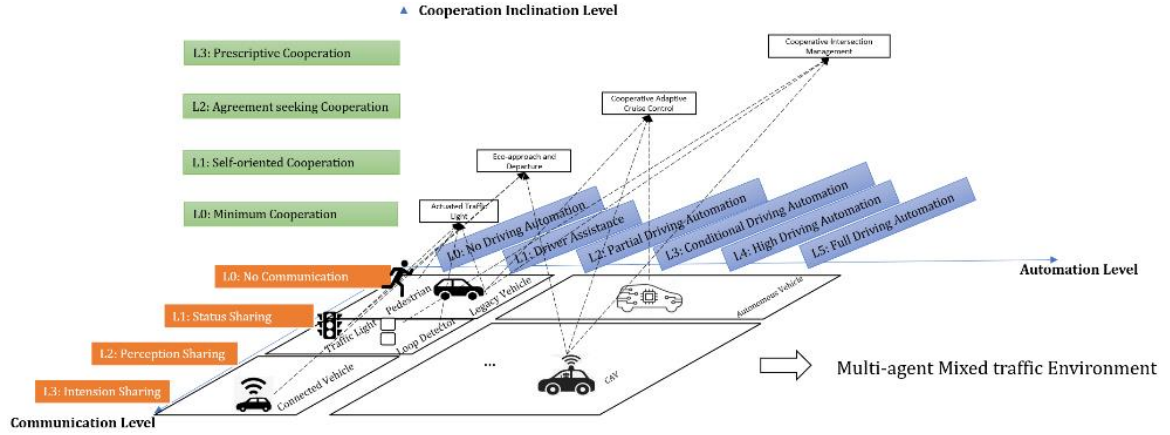 Cooperation Inclination Level
L3: Prescriptive Cooperation
L2: Agreement seeking Cooperation
L1: Self-oriented Cooperation
L0: Minimum Cooperation
Cooperative Intersection
Management
Cooperative Adaptive
Cruise Control
Eco-approach and
Departure
Actuated Traffic
Light
L0: No Driving Automation
L1: Driver Assistance
L2: Partial Driving Automation
L3: Conditional Driving Automation
L4: High Driving Automation
L5: Full Driving Automation
Automation Level
L0: No Communication
L1: Status Sharing
L2: Perception Sharing
L3: Intension Sharing
Communication Level
Pedestrian
Legacy Vehicle
Traffic Light
Loop Detector
Connected Vehicle
Autonomous Vehicle
...
CAV
Multi-agent Mixed traffic Environment